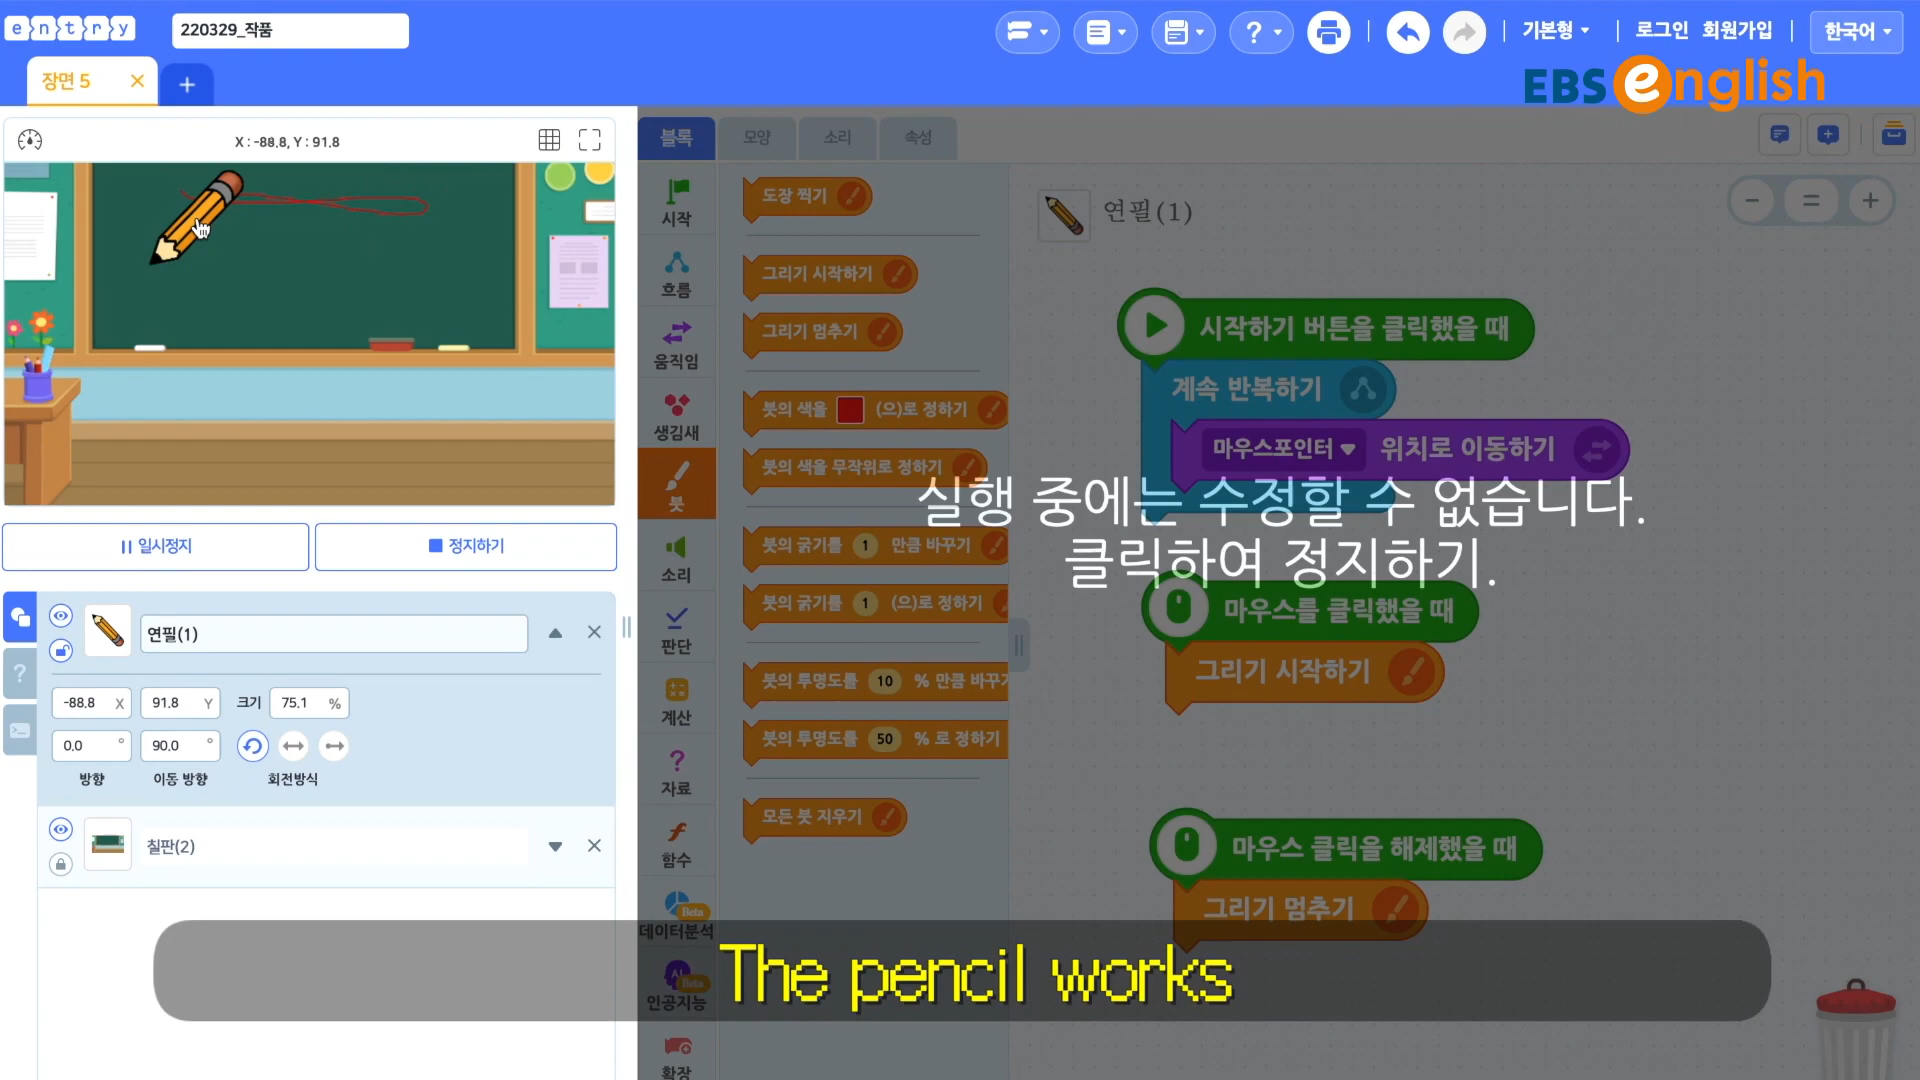 entry
220329_작품
기본형
로그인 회원가입
한국어
EBS english
장면 5
X : -88.8, Y : 91.8
블록
모양
소리
속성
시작
흐름
움직임
생김새
붓
소리
판단
계산
자료
함수
Beta
데이터분석
AI
Beta
인공지능
확장
도장 찍기
그리기 시작하기
그리기 멈추기
붓의 색을 (으)로 정하기
붓의 색을 무작위로 정하기
붓의 굵기를 1 만큼 바꾸기
붓의 굵기를 1 (으)로 정하기
붓의 투명도를 10 % 만큼 바꾸기
붓의 투명도를 50 % 로 정하기
모든 붓 지우기
연필(1)
시작하기 버튼을 클릭했을 때
계속 반복하기
마우스포인터 위치로 이동하기
실행 중에는 수정할 수 없습니다.
클릭하여 정지하기.
마우스를 클릭했을 때
그리기 시작하기
마우스 클릭을 해제했을 때
그리기 멈추기
일시정지
정지하기
연필(1)
-88.8 X 91.8 Y 크기 75.1 %
0.0 ° 90.0 °
방향 이동 방향 회전방식
칠판(2)
The pencil works